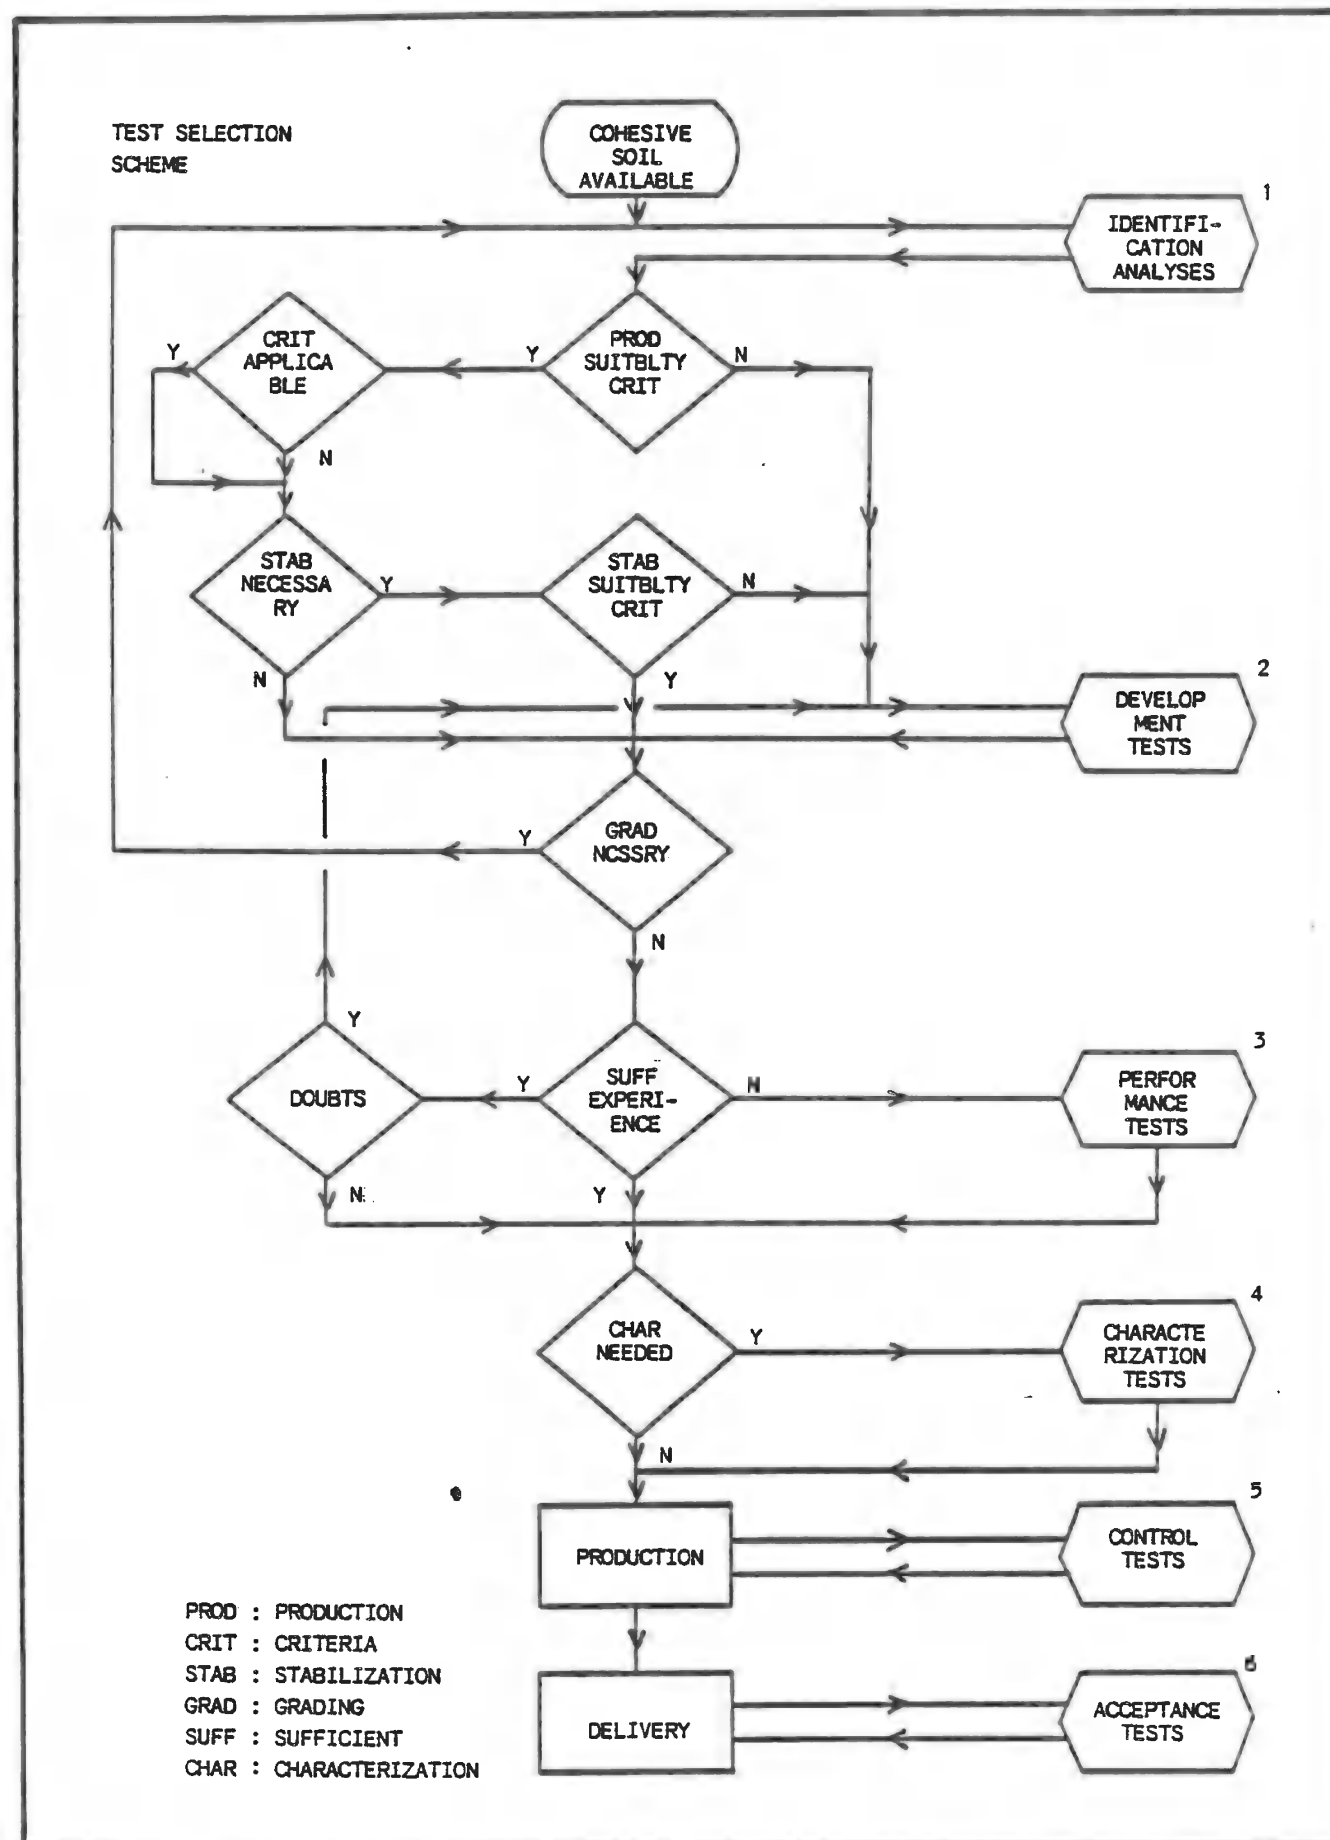 TEST SELECTION
SCHEME
COHESIVE
SOIL
AVAILABLE
1
IDENTIFI-
CATION
ANALYSES
CRIT
APPLICA
BLE
Y
N
PROD
SUITBLTY
CRIT
Y
N
STAB
NECESSA
RY
Y
N
STAB
SUITBLTY
CRIT
N
Y
2
DEVELOP
MENT
TESTS
GRAD
NCSSRY
Y
N
DOUBTS
Y
N
SUFF
EXPERI-
ENCE
Y
N
Y
3
PERFOR
MANCE
TESTS
CHAR
NEEDED
Y
N
4
CHARACTE
RIZATION
TESTS
PRODUCTION
5
CONTROL
TESTS
DELIVERY
6
ACCEPTANCE
TESTS
PROD : PRODUCTION
CRIT : CRITERIA
STAB : STABILIZATION
GRAD : GRADING
SUFF : SUFFICIENT
CHAR : CHARACTERIZATION